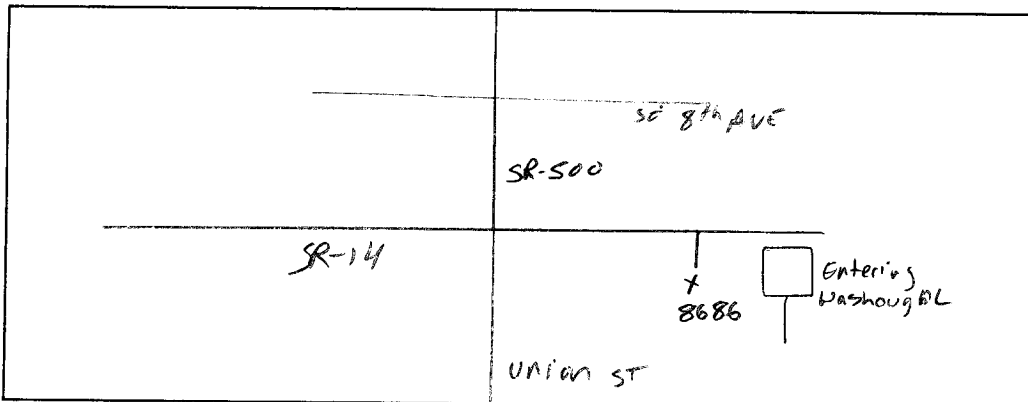 SE 8th AVE
SR-500
SR-14
Entering
WashougAL
X
8686
Union ST